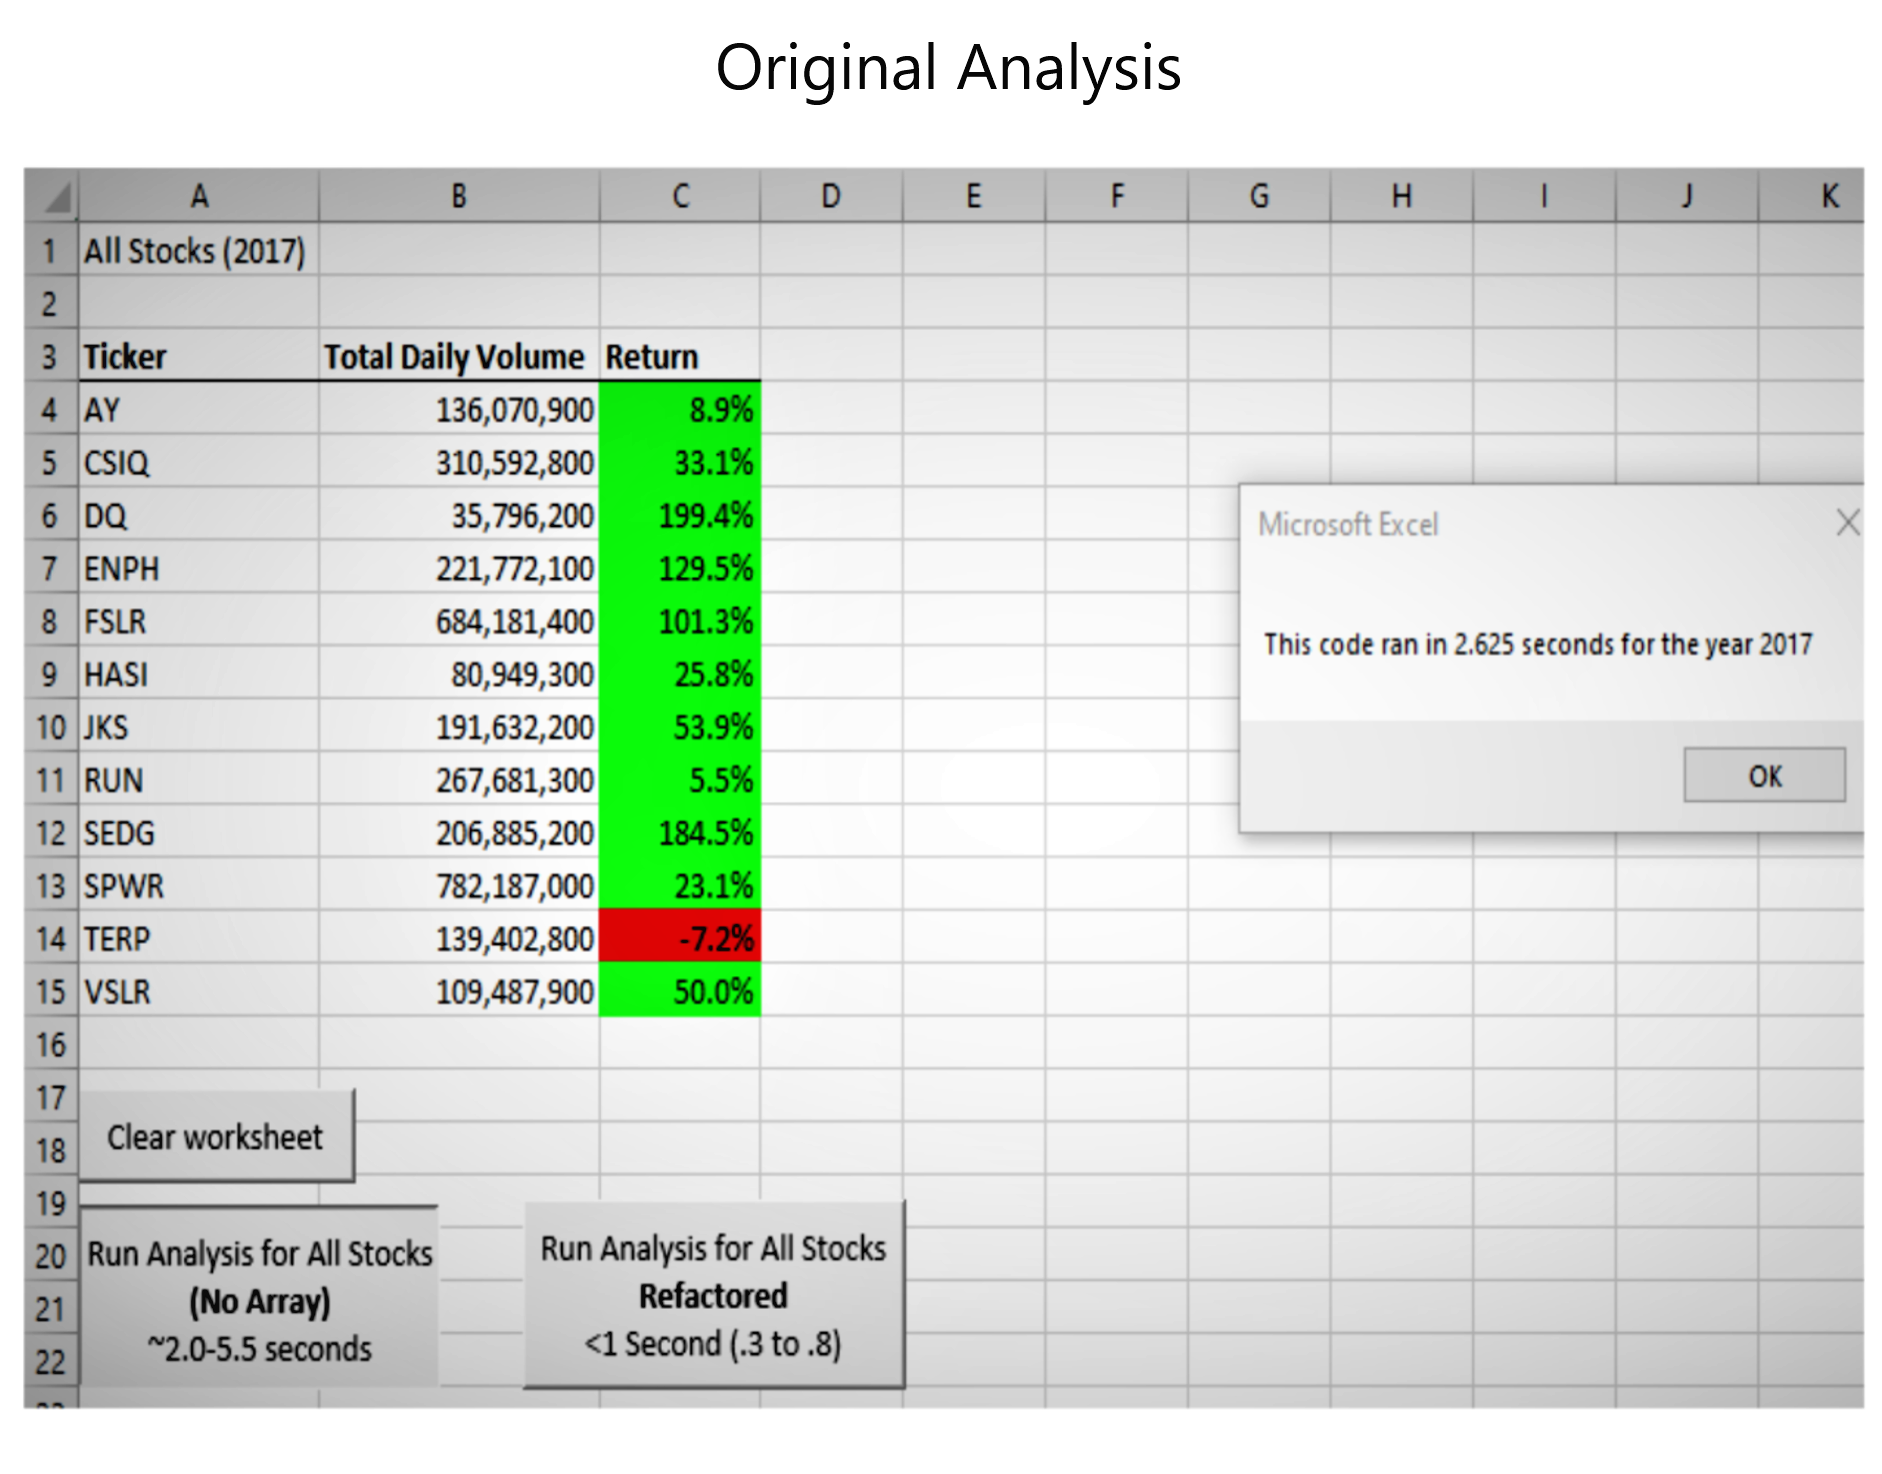 Original Analysis
A B C D E F G H I J K
1 All Stocks (2017)
2
3 Ticker Total Daily Volume Return
4 AY 136,070,900 8.9%
5 CSIQ 310,592,800 33.1%
6 DQ 35,796,200 199.4%
7 ENPH 221,772,100 129.5%
8 FSLR 684,181,400 101.3%
9 HASI 80,949,300 25.8%
10 JKS 191,632,200 53.9%
11 RUN 267,681,300 5.5%
12 SEDG 206,885,200 184.5%
13 SPWR 782,187,000 23.1%
14 TERP 139,402,800 -7.2%
15 VSLR 109,487,900 50.0%
16
17
18
19
20
21
22
Microsoft Excel
This code ran in 2.625 seconds for the year 2017
OK
Clear worksheet
Run Analysis for All Stocks
(No Array)
~2.0-5.5 seconds
Run Analysis for All Stocks
Refactored
<1 Second (.3 to .8)